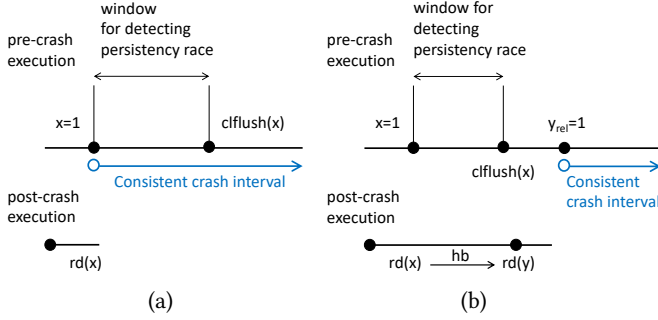 window
for detecting
persistency race
pre-crash
execution
x=1
clflush(x)
Consistent crash interval
post-crash
execution
rd(x)
(a)
window for
detecting
persistency race
pre-crash
execution
x=1
yrel=1
clflush(x)
Consistent
crash interval
post-crash
execution
rd(x)
hb
rd(y)
(b)